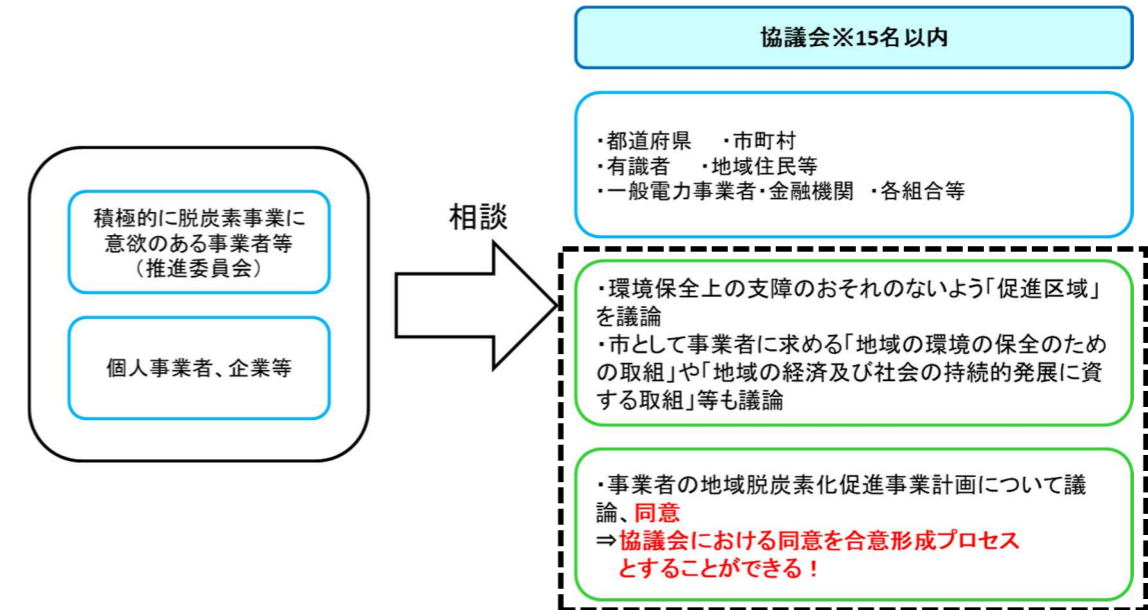 協議会※15名以内
・都道府県　・市町村
・有識者　・地域住民等
・一般電力事業者・金融機関　・各組合等
積極的に脱炭素事業に
意欲のある事業者等
（推進委員会）
個人事業者、企業等
相談
・環境保全上の支障のおそれのないよう「促進区域」
を議論
・市として事業者に求める「地域の環境の保全のため
の取組」や「地域の経済及び社会の持続的発展に資
する取組」等も議論
・事業者の地域脱炭素化促進事業計画について議
論、同意
⇒協議会における同意を合意形成プロセス
とすることができる！